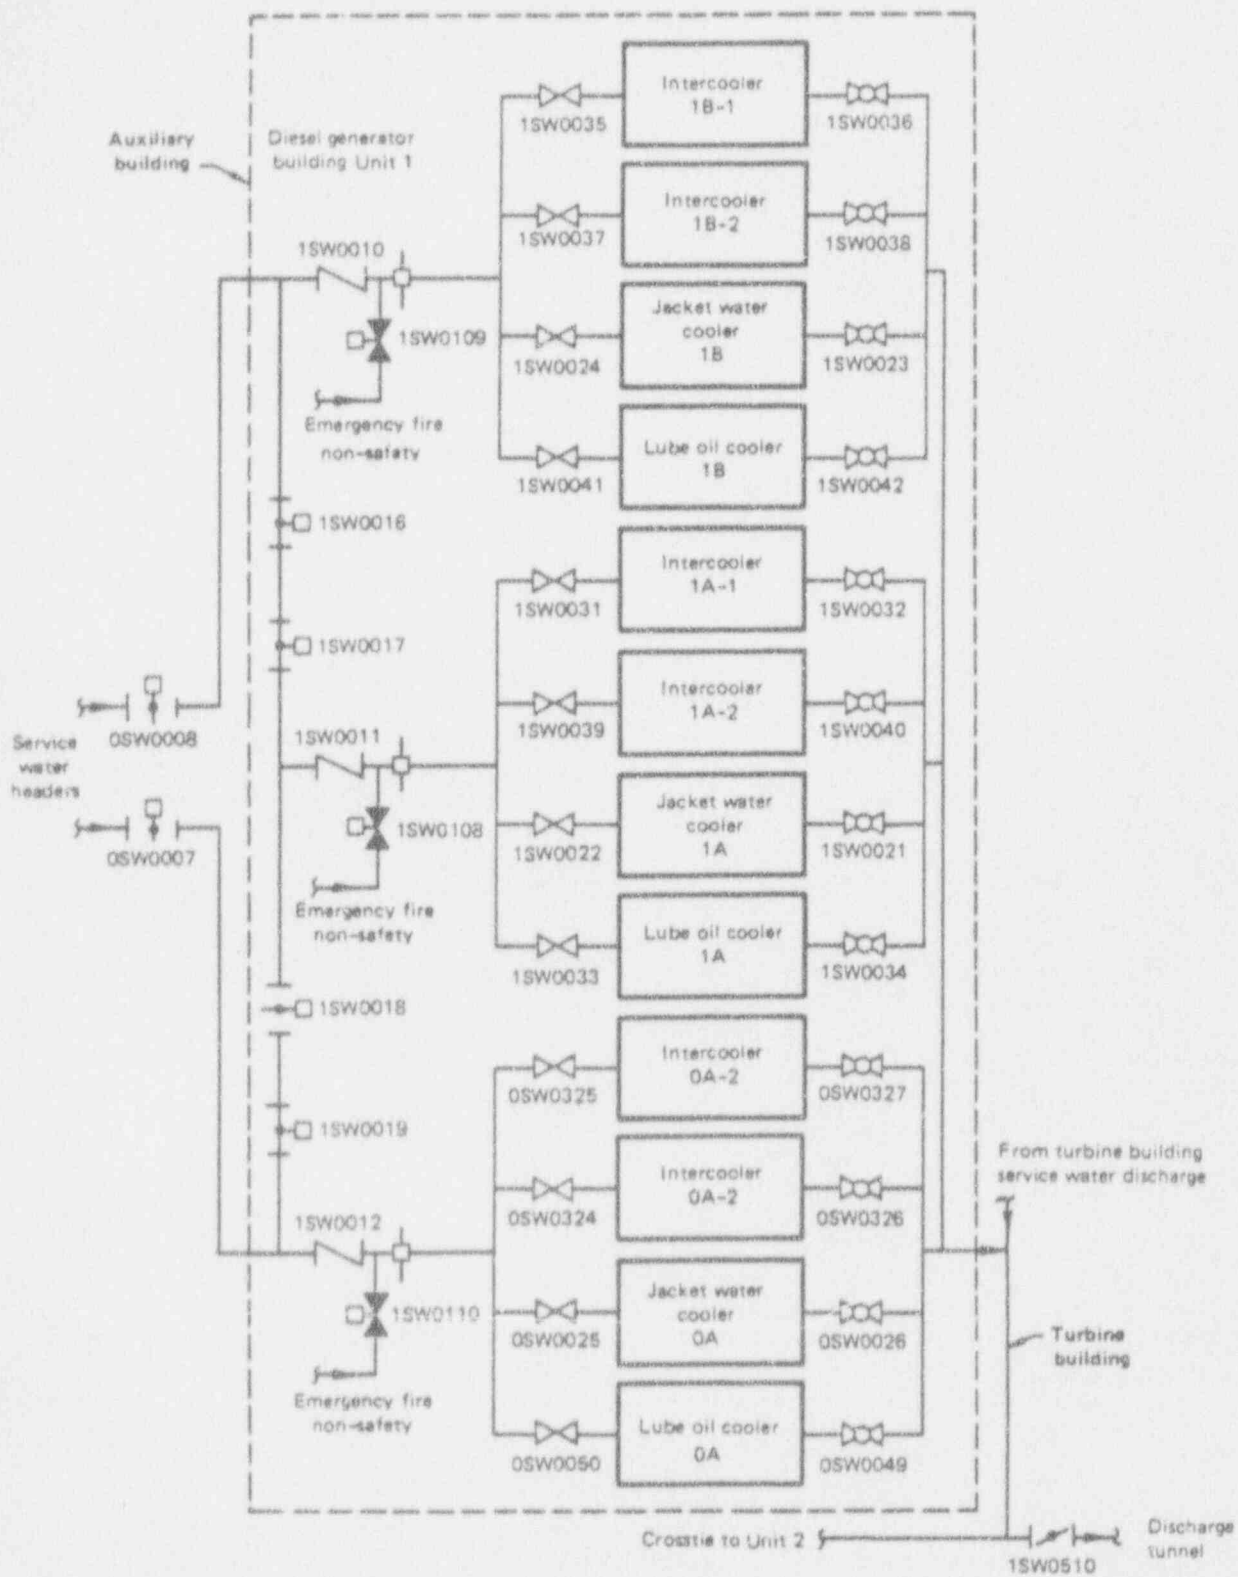 Auxiliary
building
Diesel generator
building Unit 1
Intercooler
1B-1
1SW0035
1SW0036
Intercooler
1B-2
1SW0037
1SW0038
1SW0010
1SW0109
Jacket water
cooler
1B
1SW0024
1SW0023
Emergency fire
non-safety
Lube oil cooler
1B
1SW0041
1SW0042
1SW0016
Intercooler
1A-1
1SW0031
1SW0032
1SW0017
Intercooler
1A-2
1SW0039
1SW0040
0SW0008
Service
water
headers
0SW0007
1SW0011
1SW0108
Jacket water
cooler
1A
1SW0022
1SW0021
Emergency fire
non-safety
Lube oil cooler
1A
1SW0033
1SW0034
1SW0018
Intercooler
0A-2
0SW0325
0SW0327
1SW0019
Intercooler
0A-2
0SW0324
0SW0326
From turbine building
service water discharge
1SW0012
1SW0110
Jacket water
cooler
0A
0SW0025
0SW0026
Turbine
building
Emergency fire
non-safety
Lube oil cooler
0A
0SW0050
0SW0049
Crosstie to Unit 2
1SW0510
Discharge
tunnel